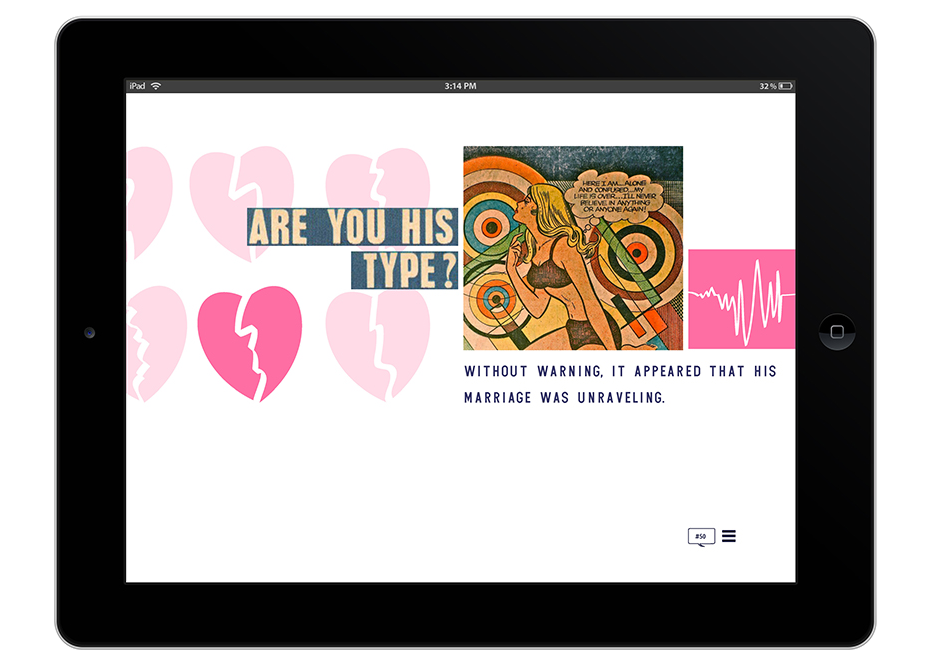 iPad 3:14 PM 32%
ARE YOU HIS
TYPE?
HERE I AM...ALONE
AND CONFUSED...MY
LIFE IS OVER...I'LL NEVER
BELIEVE IN ANYTHING
OR ANYONE AGAIN!
WITHOUT WARNING, IT APPEARED THAT HIS
MARRIAGE WAS UNRAVELING.
#50